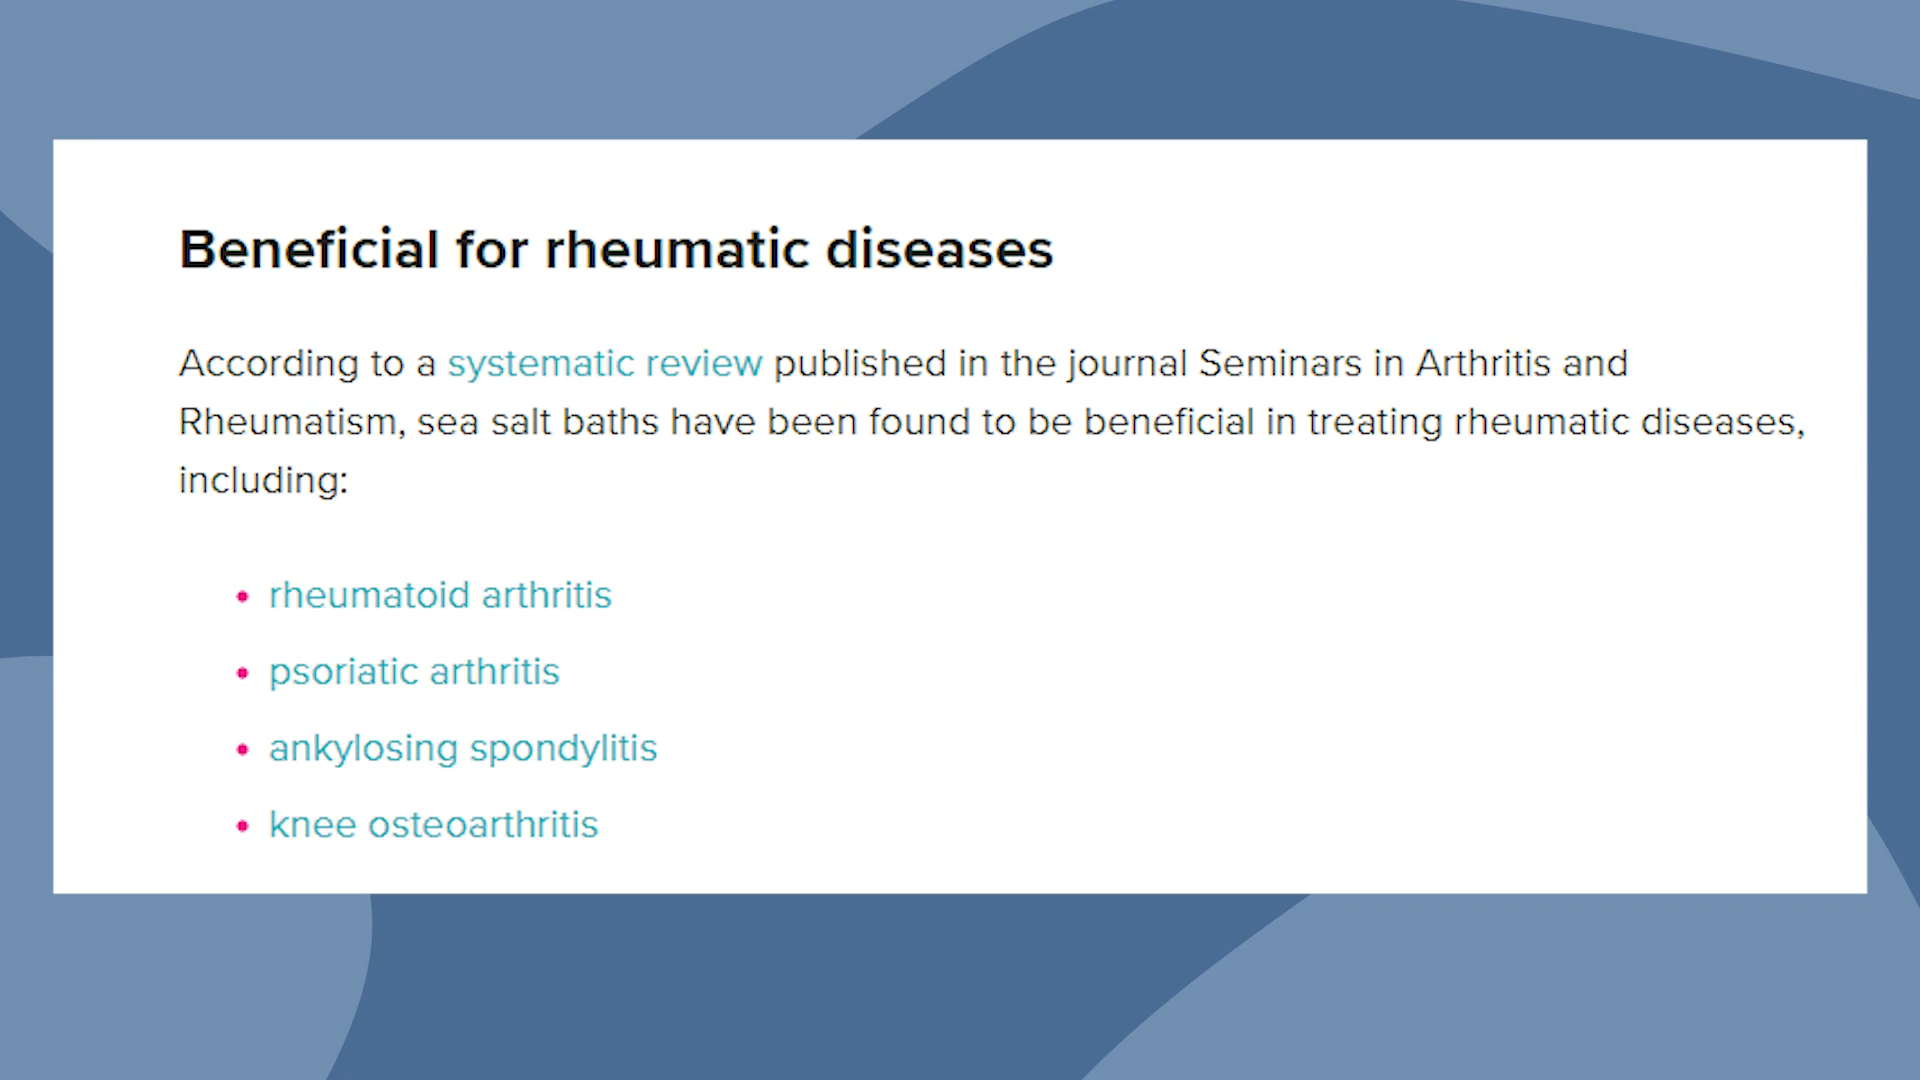 Beneficial for rheumatic diseases
According to a systematic review published in the journal Seminars in Arthritis and
Rheumatism, sea salt baths have been found to be beneficial in treating rheumatic diseases,
including:
• rheumatoid arthritis
• psoriatic arthritis
• ankylosing spondylitis
• knee osteoarthritis